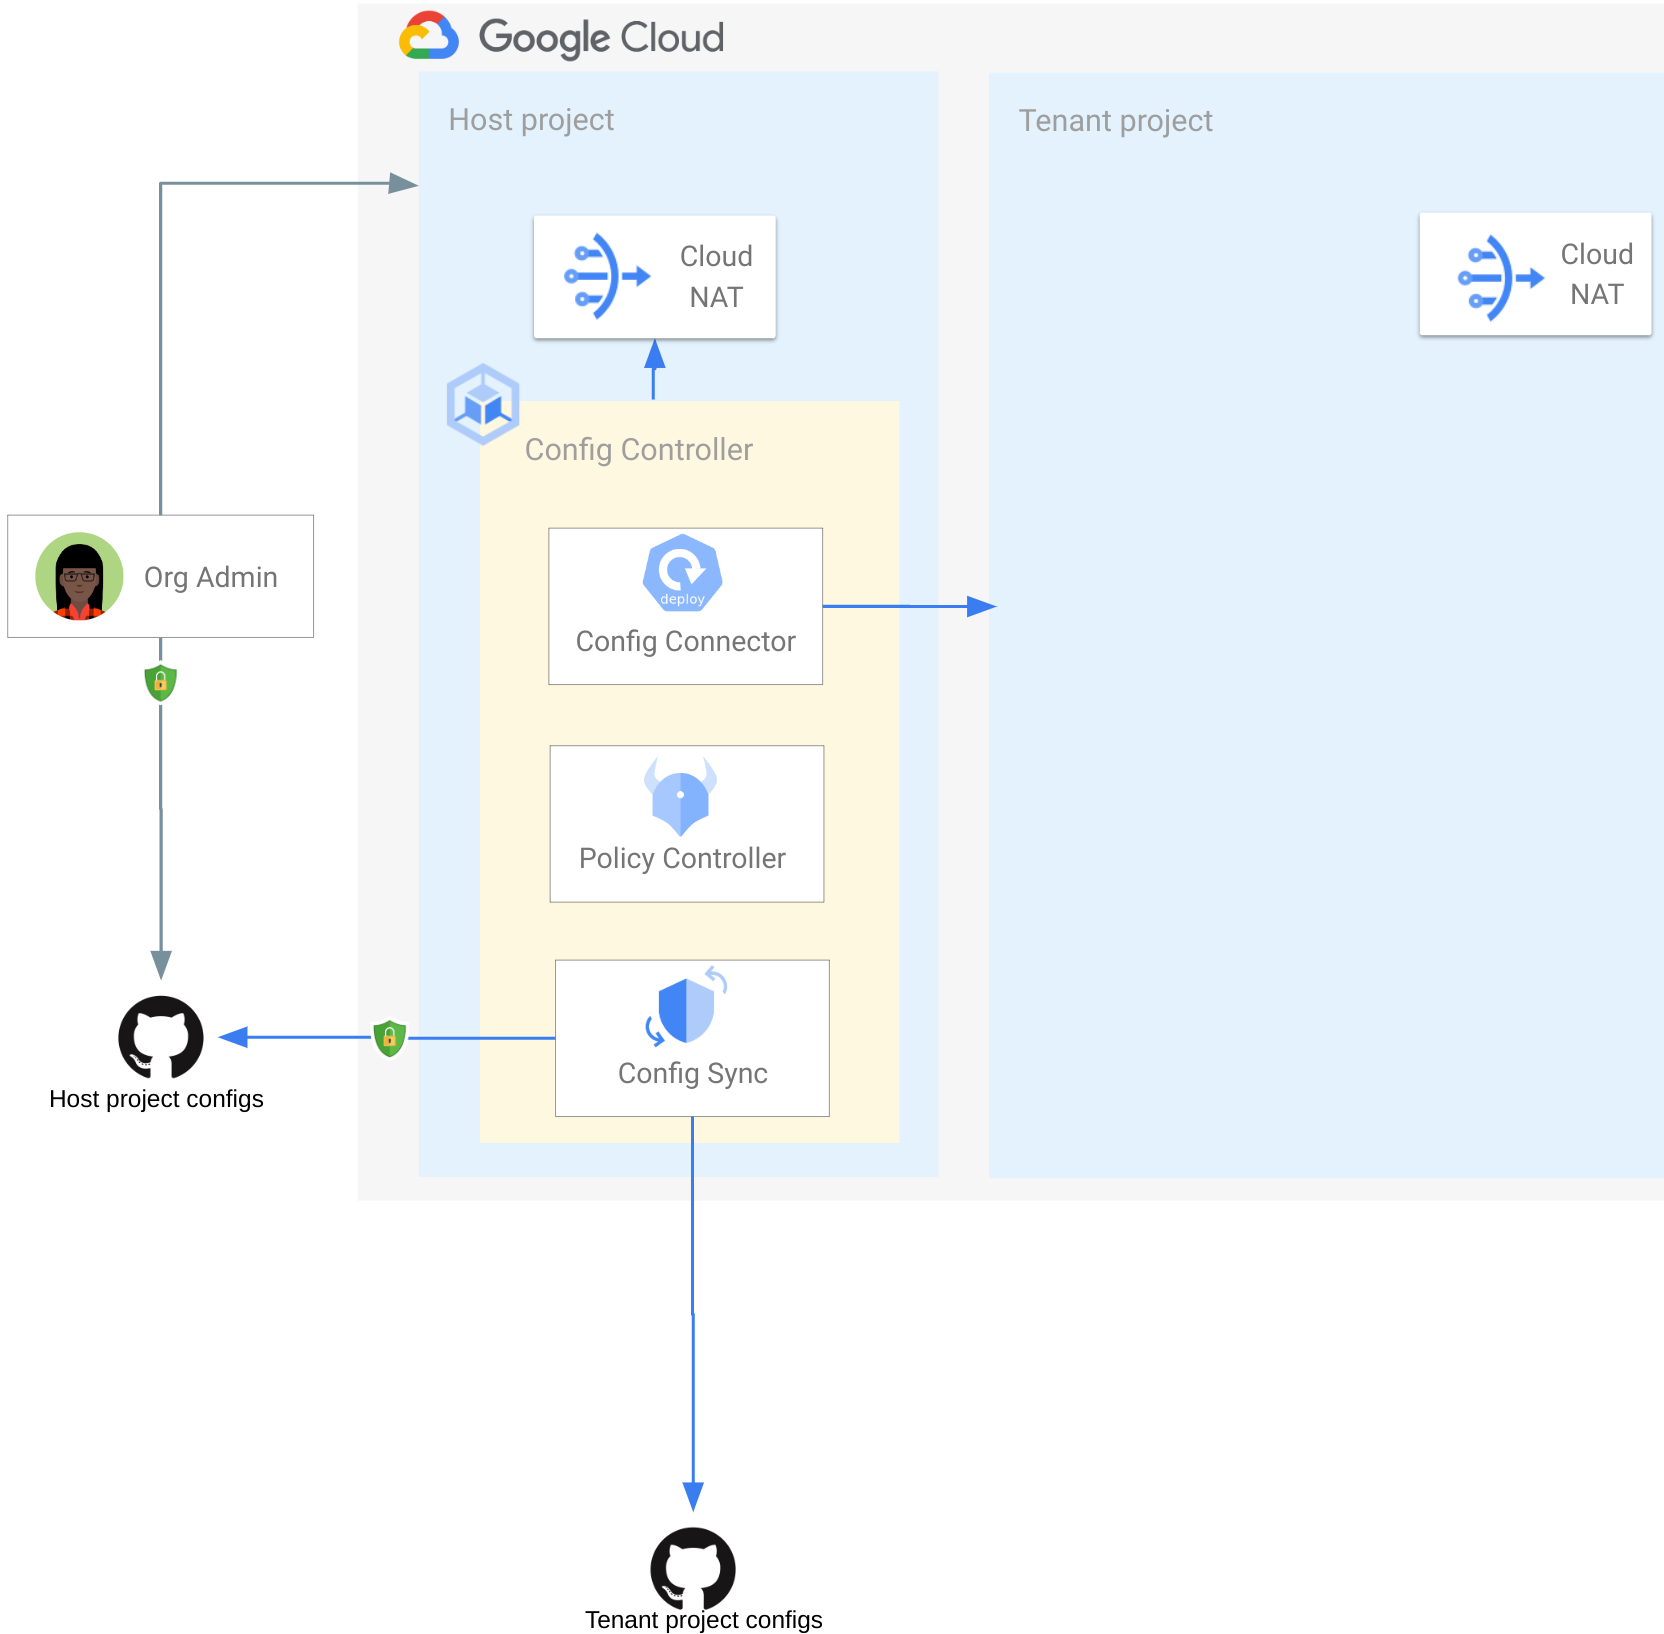 Google Cloud
Host project
Tenant project
Cloud
NAT
Cloud
NAT
Config Controller
Org Admin
deploy
Config Connector
Policy Controller
Config Sync
Host project configs
Tenant project configs